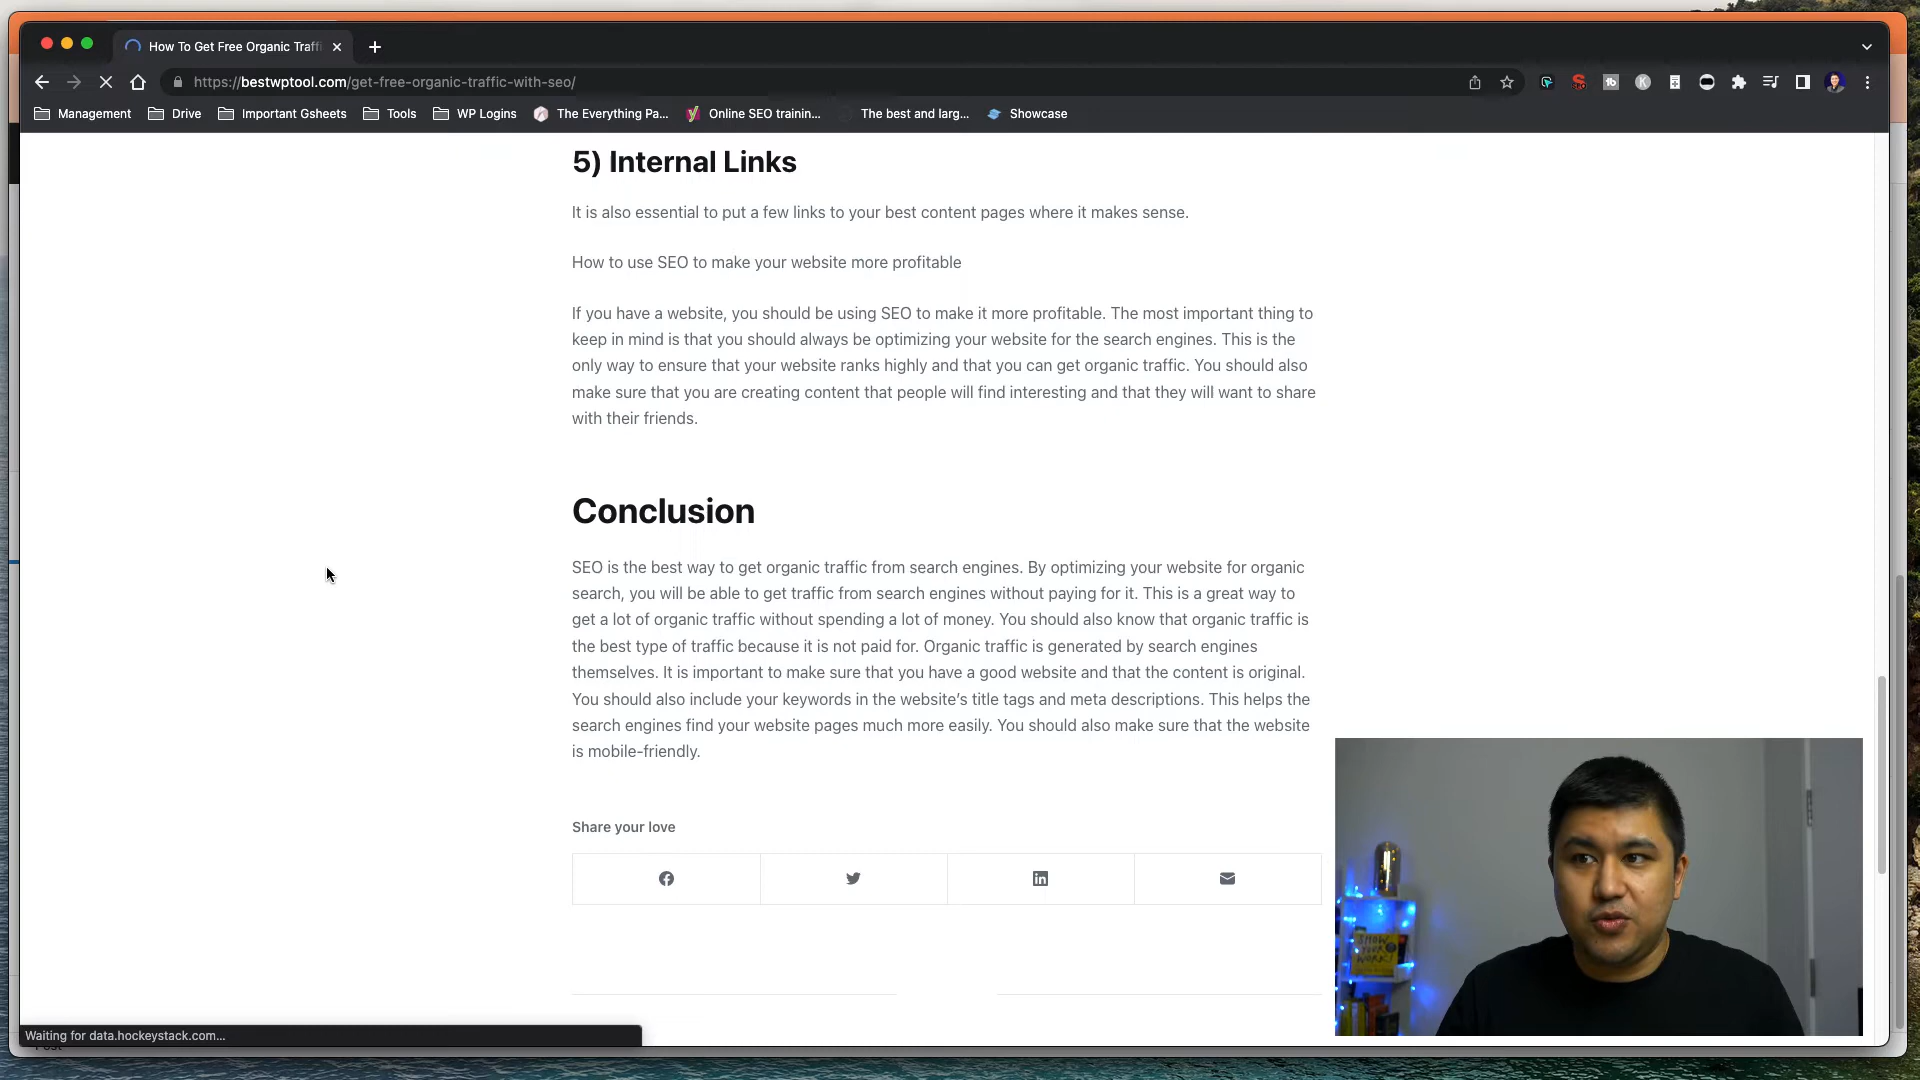 How To Get Free Organic Traffi
https://bestwptool.com/get-free-organic-traffic-with-seo/
Management
Drive
Important Gsheets
Tools
WP Logins
The Everything Pa...
Online SEO trainin...
The best and larg...
Showcase
5) Internal Links
It is also essential to put a few links to your best content pages where it makes sense.
How to use SEO to make your website more profitable
If you have a website, you should be using SEO to make it more profitable. The most important thing to
keep in mind is that you should always be optimizing your website for the search engines. This is the
only way to ensure that your website ranks highly and that you can get organic traffic. You should also
make sure that you are creating content that people will find interesting and that they will want to share
with their friends.
Conclusion
SEO is the best way to get organic traffic from search engines. By optimizing your website for organic
search, you will be able to get traffic from search engines without paying for it. This is a great way to
get a lot of organic traffic without spending a lot of money. You should also know that organic traffic is
the best type of traffic because it is not paid for. Organic traffic is generated by search engines
themselves. It is important to make sure that you have a good website and that the content is original.
You should also include your keywords in the website's title tags and meta descriptions. This helps the
search engines find your website pages much more easily. You should also make sure that the website
is mobile-friendly.
Share your love
SHOW
YOUR
WORK!
Waiting for data.hockeystack.com...